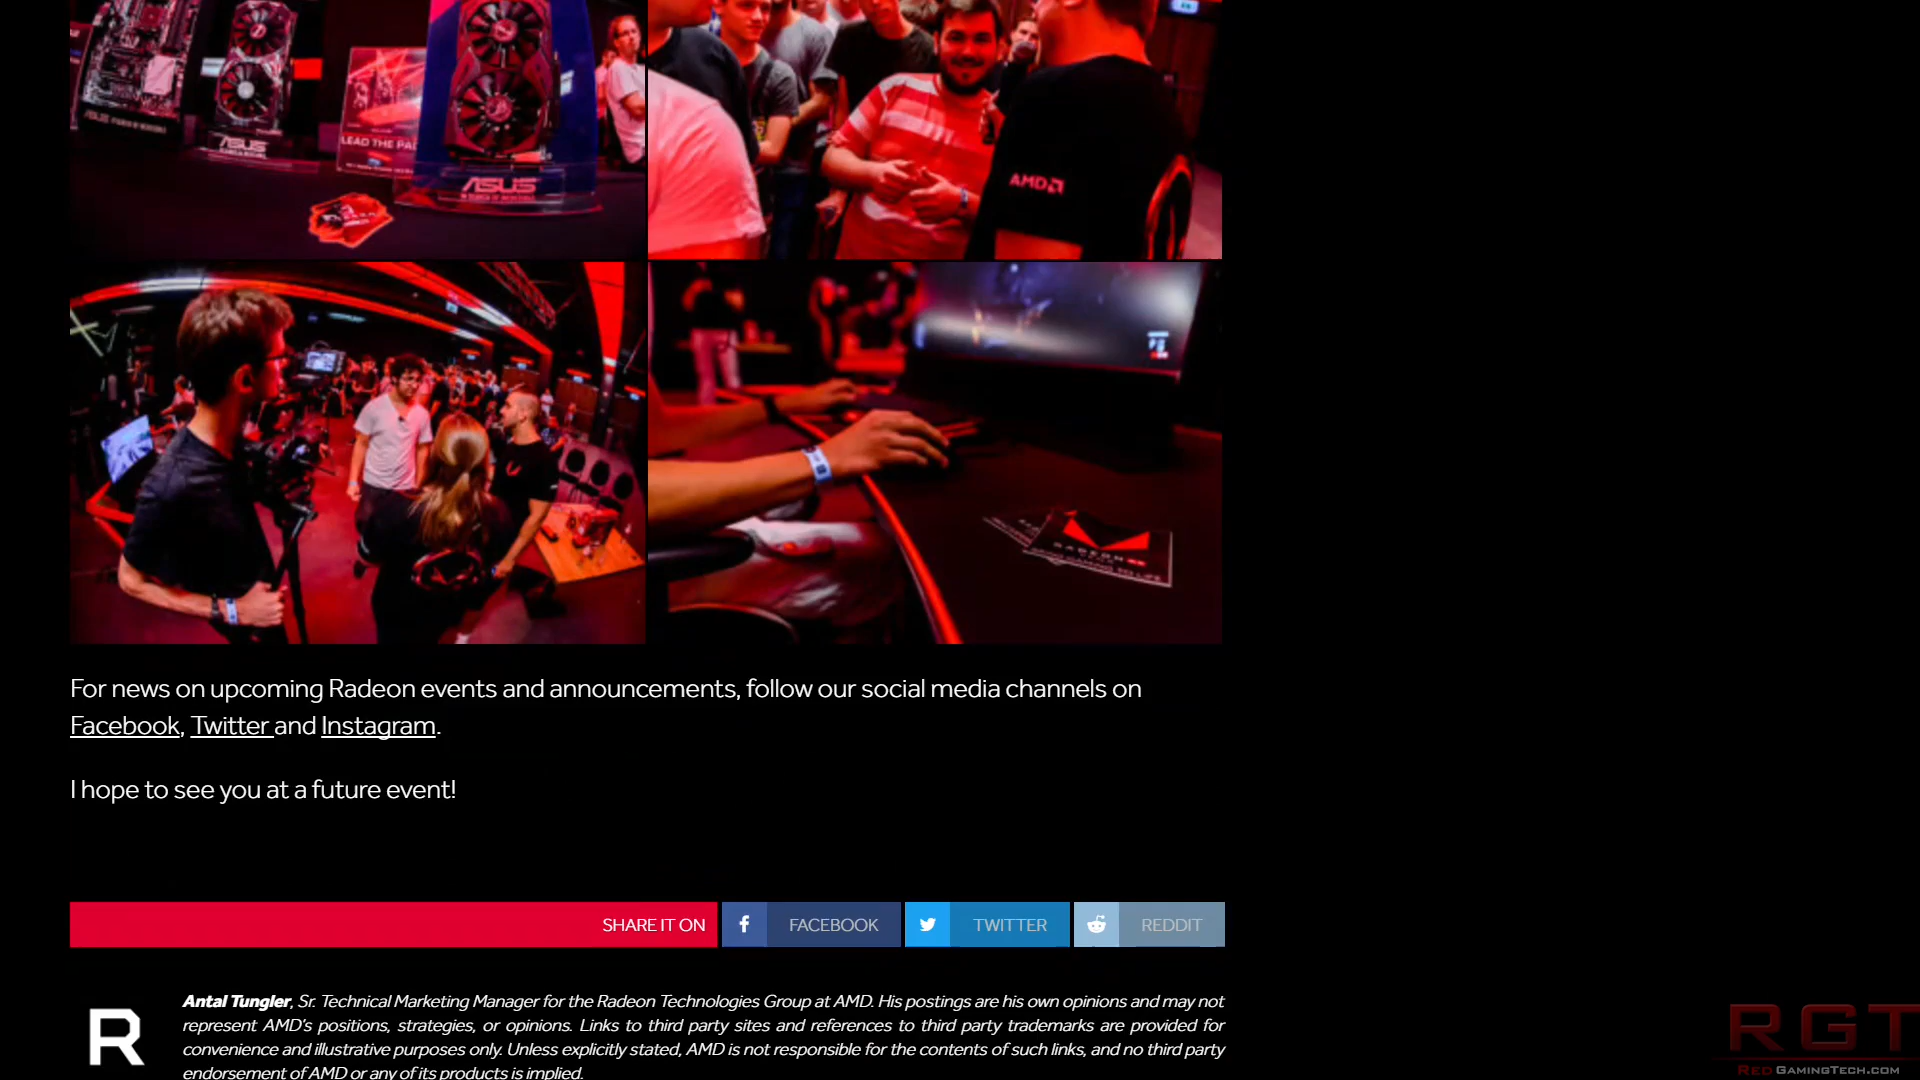 ASUS
LEAD THE PA
ASUS
IN SEARCH OF INCREDIBLE
AMD
RADEON
For news on upcoming Radeon events and announcements, follow our social media channels on
Facebook, Twitter and Instagram.
I hope to see you at a future event!
SHARE IT ON
FACEBOOK
TWITTER
REDDIT
R
Antal Tungler, Sr. Technical Marketing Manager for the Radeon Technologies Group at AMD. His postings are his own opinions and may not
represent AMD's positions, strategies, or opinions. Links to third party sites and references to third party trademarks are provided for
convenience and illustrative purposes only. Unless explicitly stated, AMD is not responsible for the contents of such links, and no third party
endorsement of AMD or any of its products is implied.
RGT
RED GAMINGTECH.COM